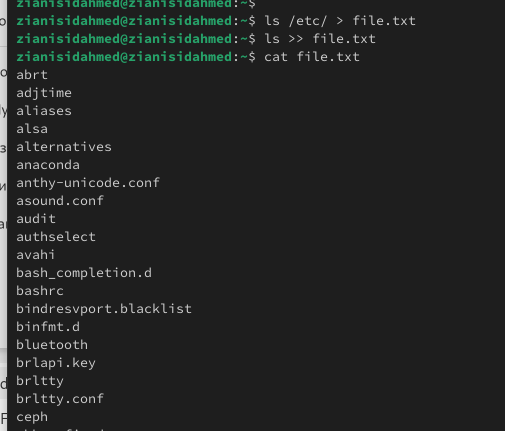 zianisidahmed@zianisidahmed:~$
zianisidahmed@zianisidahmed:~$ ls /etc/ > file.txt
zianisidahmed@zianisidahmed:~$ ls >> file.txt
zianisidahmed@zianisidahmed:~$ cat file.txt
abrt
adjtime
aliases
alsa
alternatives
anaconda
anthy-unicode.conf
asound.conf
audit
authselect
avahi
bash_completion.d
bashrc
bindresvport.blacklist
binfmt.d
bluetooth
brlapi.key
brltty
brltty.conf
ceph